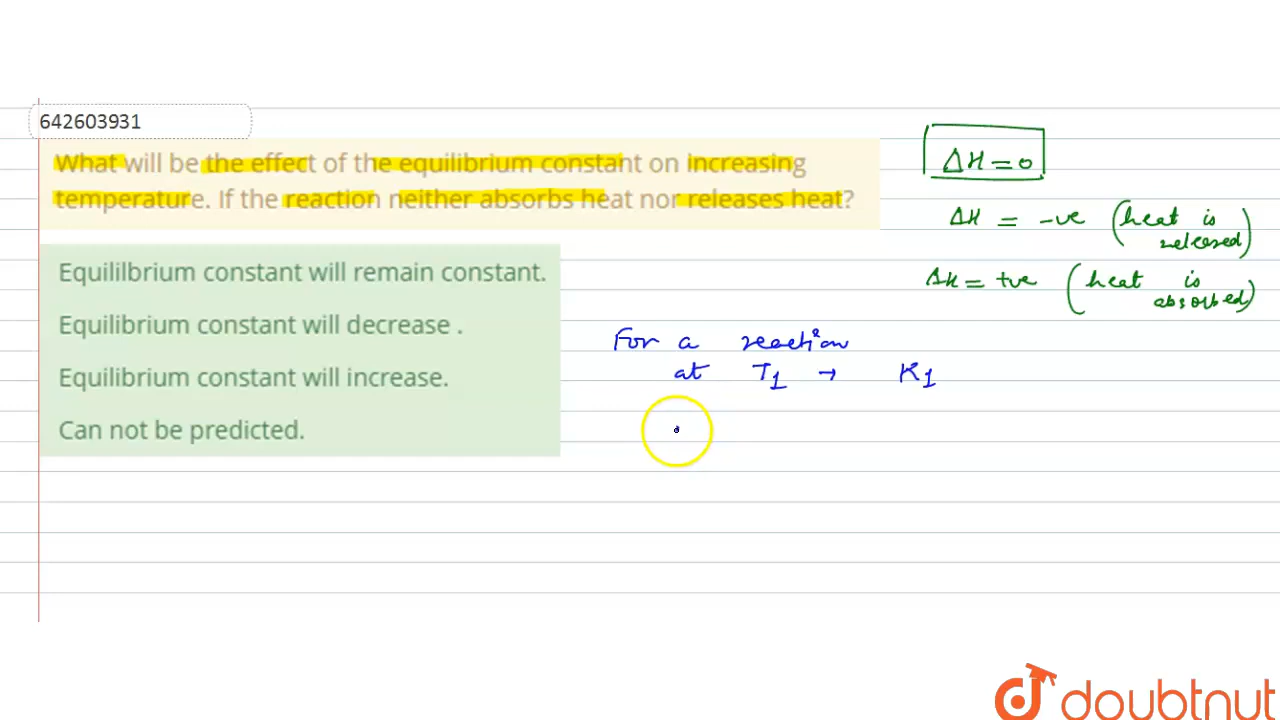 642603931
What will be the effect of the equilibrium constant on increasing
temperature. If the reaction neither absorbs heat nor releases heat?
Equililbrium constant will remain constant.
Equilibrium constant will decrease .
Equilibrium constant will increase.
Can not be predicted.
ΔH = 0
ΔH = -ve (heat is
released)
ΔH = +ve (heat is
absorbed)
For a reaction
at T1 → K1
doubtnut